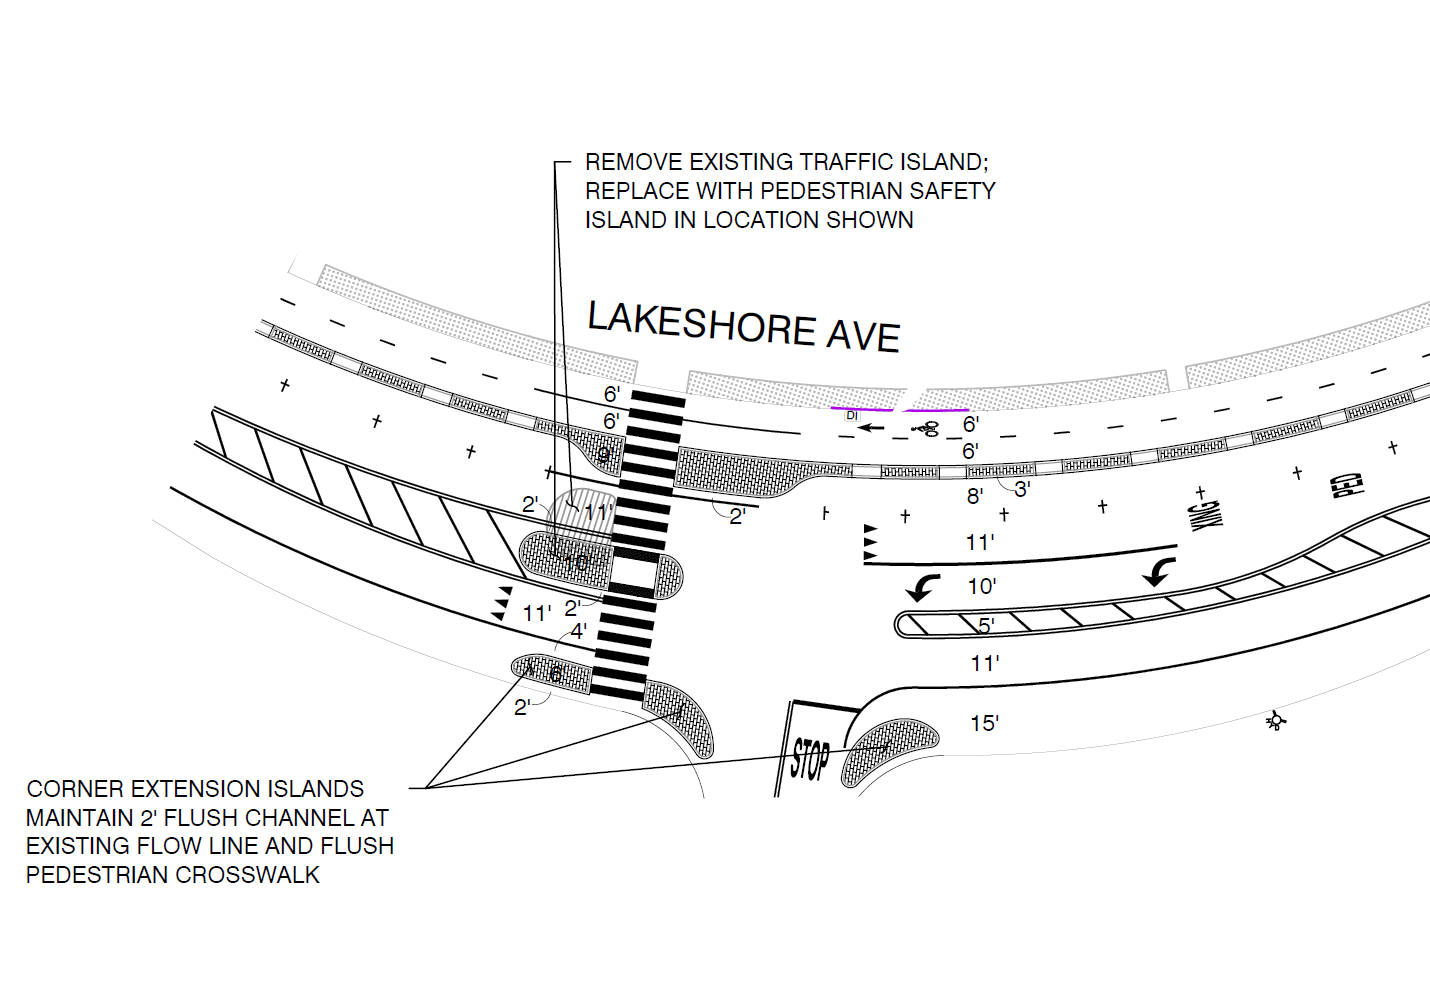 REMOVE EXISTING TRAFFIC ISLAND;
REPLACE WITH PEDESTRIAN SAFETY
ISLAND IN LOCATION SHOWN
LAKESHORE AVE
6'
6'
9'
DI
6'
6'
3'
8'
2'
11'
2'
11'
10'
10'
2'
11'
5'
4'
11'
6'
2'
15'
STOP
CORNER EXTENSION ISLANDS
MAINTAIN 2' FLUSH CHANNEL AT
EXISTING FLOW LINE AND FLUSH
PEDESTRIAN CROSSWALK